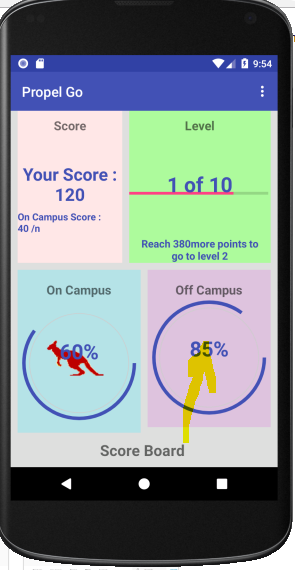 9:54
Propel Go
Score
Your Score :
120
On Campus Score :
40 /n
Level
1 of 10
Reach 380more points to
go to level 2
On Campus
60%
Off Campus
85%
Score Board